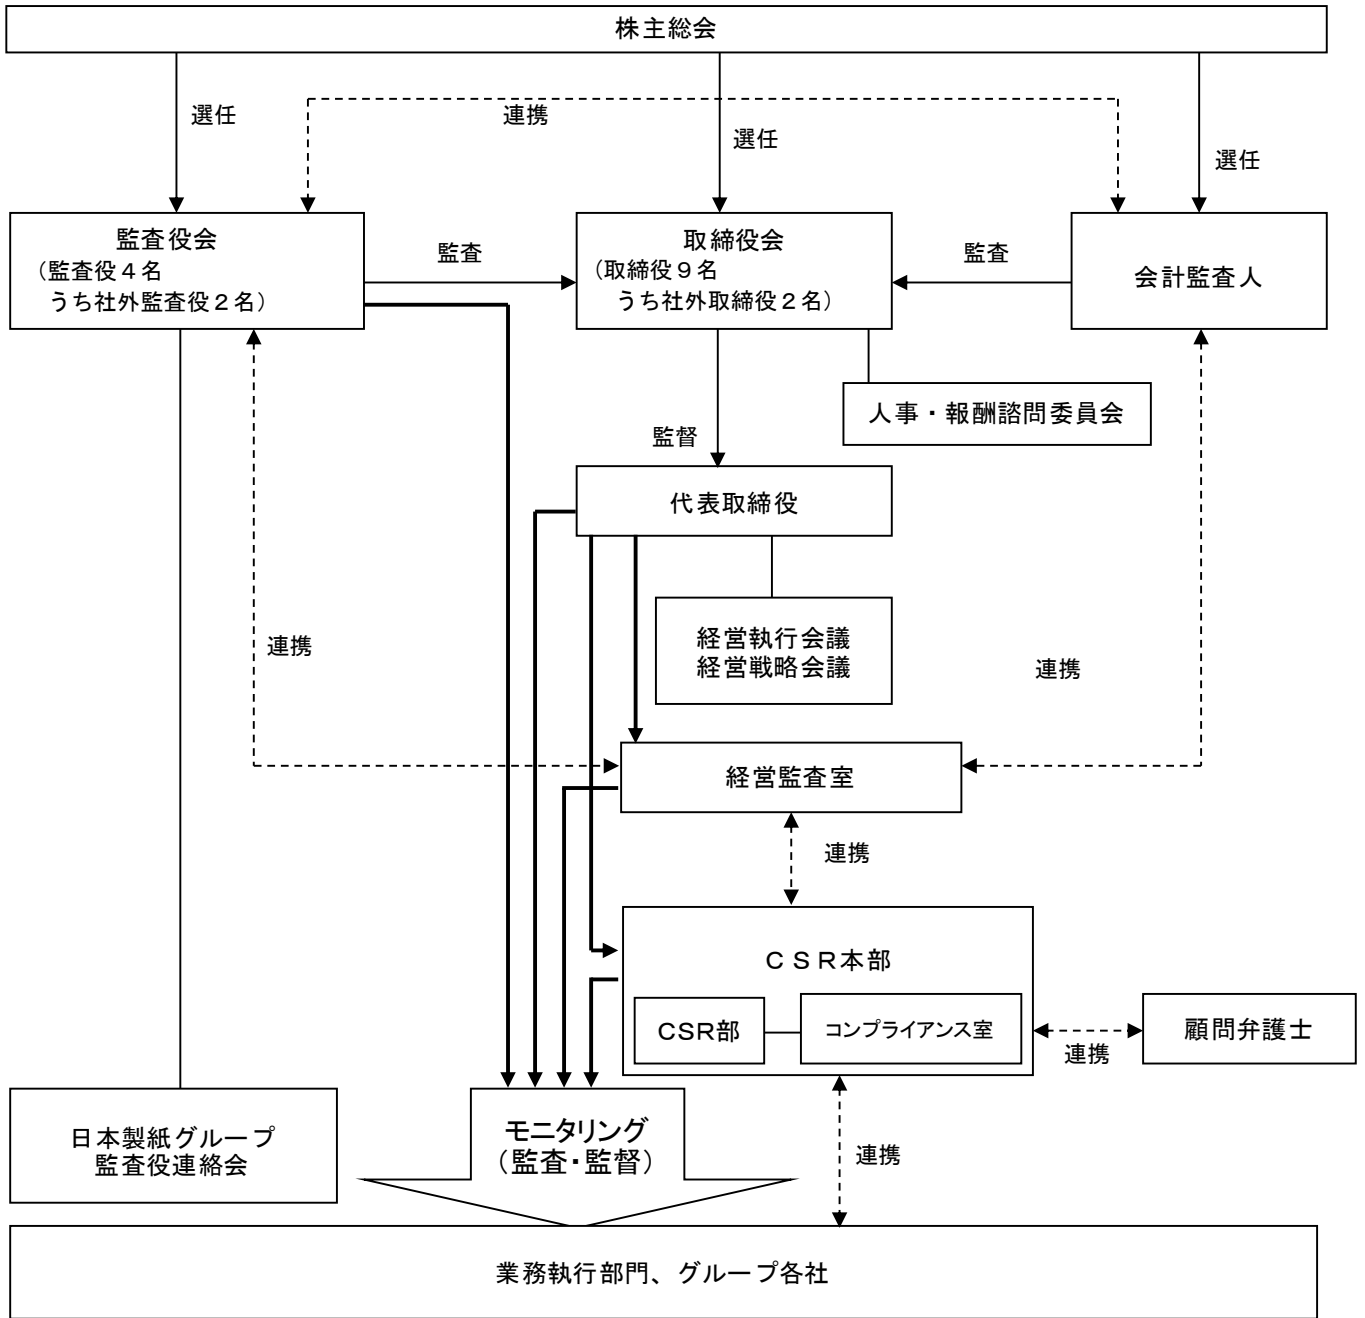 株主総会
選任
連携
選任
選任
監査役会
(監査役4名
うち社外監査役2名)
監査
取締役会
(取締役9名
うち社外取締役2名)
監査
会計監査人
人事・報酬諮問委員会
監督
代表取締役
経営執行会議
経営戦略会議
連携
連携
経営監査室
連携
CSR本部
CSR部
コンプライアンス室
連携
顧問弁護士
日本製紙グループ
監査役連絡会
モニタリング
(監査・監督)
連携
業務執行部門、グループ各社